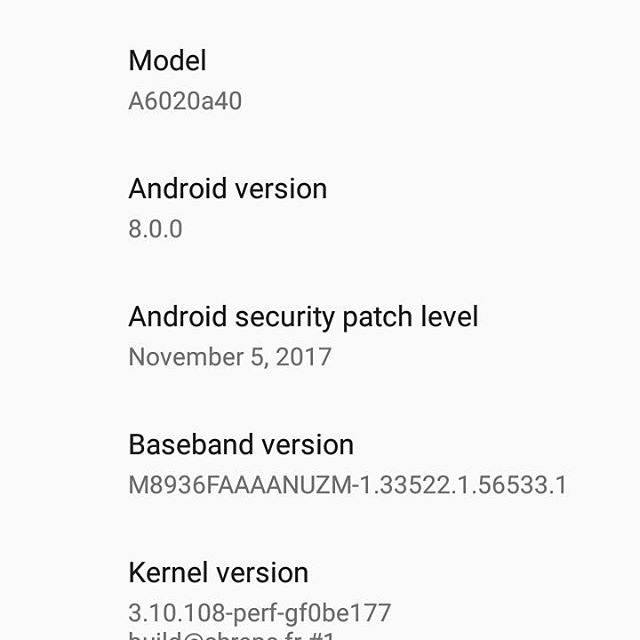 Model
A6020a40
Android version
8.0.0
Android security patch level
November 5, 2017
Baseband version
M8936FAAAANUZM-1.33522.1.56533.1
Kernel version
3.10.108-perf-gf0be177